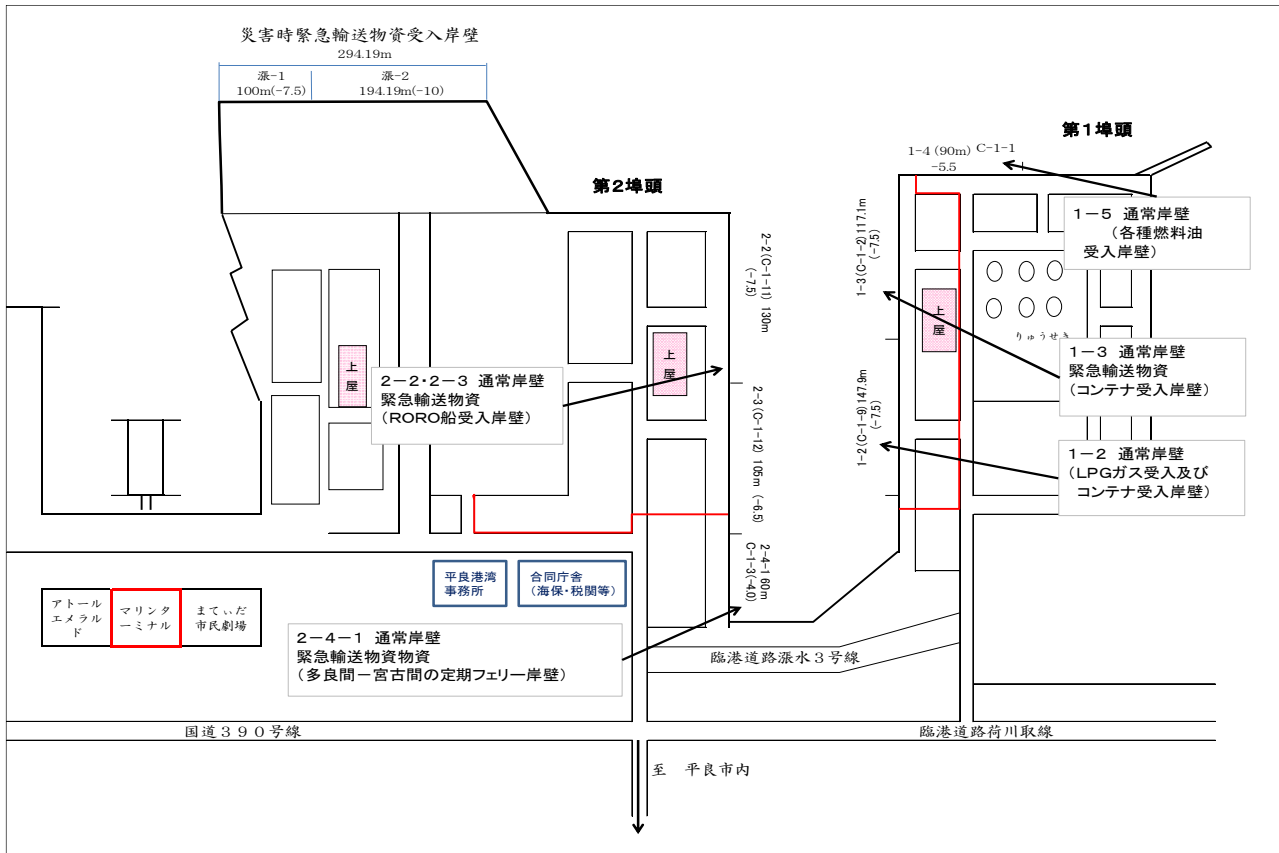 災害時緊急輸送物資受入岸壁
294.19m
漲-1
100m(-7.5)
漲-2
194.19m(-10)
第2埠頭
第1埠頭
1-4 (90m) C-1-1
-5.5
1-3(C-1-2)117.1m
(-7.5)
1-2(C-1-9)147.9m
(-7.5)
2-2(C-1-11) 130m
(-7.5)
2-3(C-1-12) 105m (-6.5)
2-4-1 60m
C-1-3(-4.0)
上屋
上屋
上屋
りゅうせき
1－5 通常岸壁
（各種燃料油
受入岸壁）
1－3 通常岸壁
緊急輸送物資
（コンテナ受入岸壁）
1－2 通常岸壁
（LPGガス受入及び
コンテナ受入岸壁）
2－2・2－3 通常岸壁
緊急輸送物資
（RORO船受入岸壁）
2－4－1 通常岸壁
緊急輸送物資物資
（多良間－宮古間の定期フェリー岸壁）
平良港湾
事務所
合同庁舎
（海保・税関等）
アトール
エメラル
ド
マリンタ
ーミナル
まてぃだ
市民劇場
臨港道路漲水3号線
国道３９０号線
臨港道路荷川取線
至　平良市内